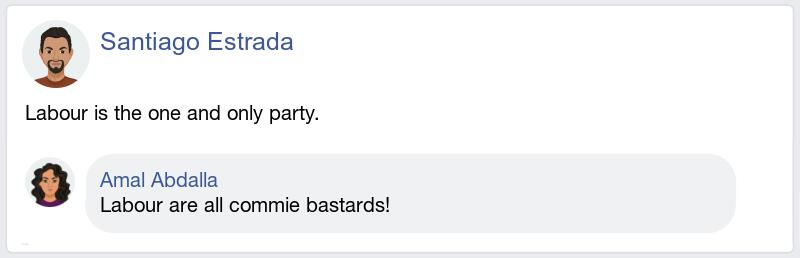 Santiago Estrada
Labour is the one and only party.
Amal Abdalla
Labour are all commie bastards!